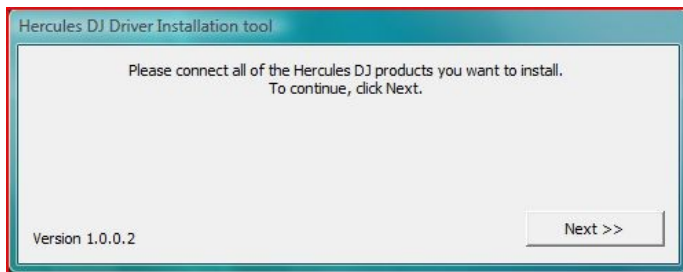 Hercules DJ Driver Installation tool
Please connect all of the Hercules DJ products you want to install.
To continue, click Next.
Next >>
Version 1.0.0.2